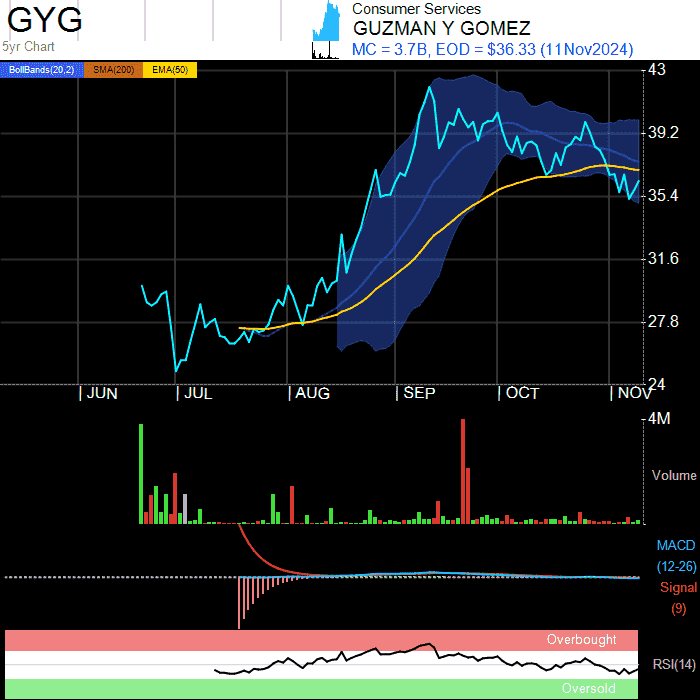 GYG
5yr Chart
Consumer Services
GUZMAN Y GOMEZ
MC = 3.7B, EOD = $36.33 (11Nov2024)
BollBands(20,2) SMA(200) EMA(50)
43
39.2
35.4
31.6
27.8
24
JUN JUL AUG SEP OCT NOV
4M
Volume
MACD
(12-26)
Signal
(9)
Overbought
RSI(14)
Oversold